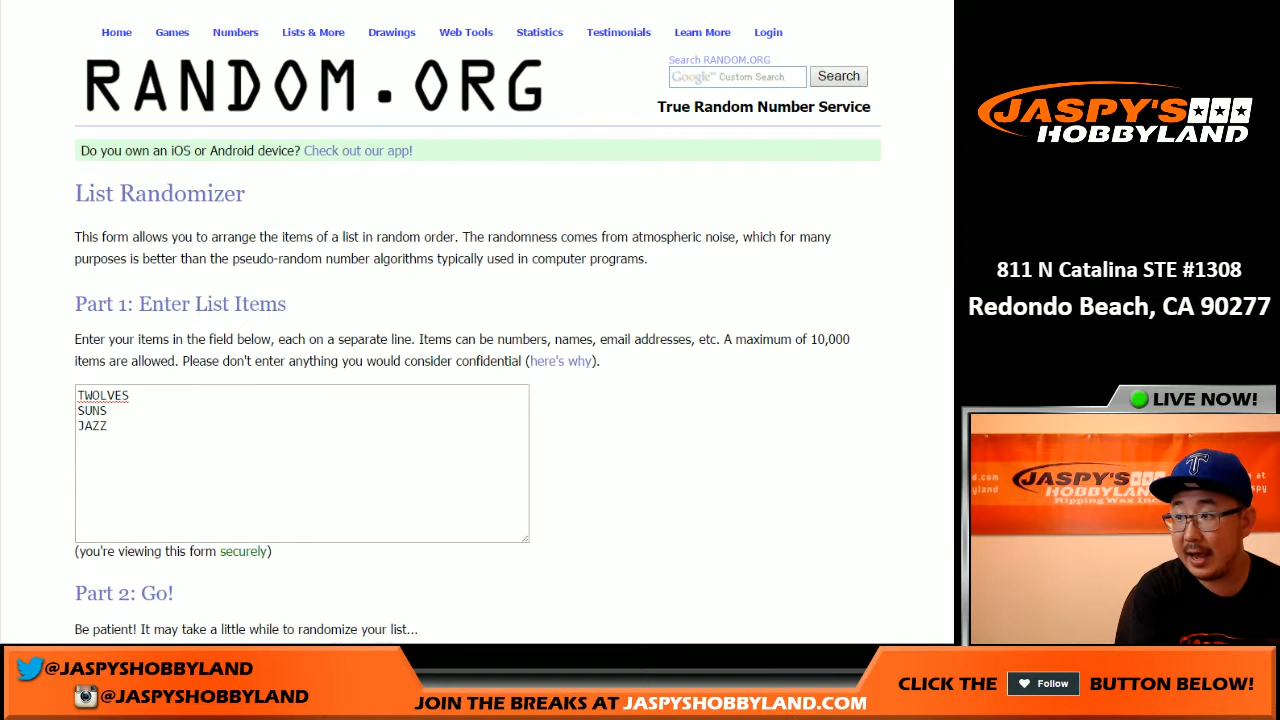 Home Games Numbers Lists & More Drawings Web Tools Statistics Testimonials Learn More Login
RANDOM.ORG
Search RANDOM.ORG
Google™ Custom Search Search
True Random Number Service
Do you own an iOS or Android device? Check out our app!
List Randomizer
This form allows you to arrange the items of a list in random order. The randomness comes from atmospheric noise, which for many
purposes is better than the pseudo-random number algorithms typically used in computer programs.
Part 1: Enter List Items
Enter your items in the field below, each on a separate line. Items can be numbers, names, email addresses, etc. A maximum of 10,000
items are allowed. Please don't enter anything you would consider confidential (here's why).
TWOLVES
SUNS
JAZZ
(you're viewing this form securely)
Part 2: Go!
Be patient! It may take a little while to randomize your list...
JASPY'S
HOBBYLAND
811 N Catalina STE #1308
Redondo Beach, CA 90277
LIVE NOW!
JASPY'S
HOBBYLAND
Ripping Wax Inc.
@JASPYSHOBBYLAND
@JASPYSHOBBYLAND
JOIN THE BREAKS AT JASPYSHOBBYLAND.COM
CLICK THE Follow BUTTON BELOW!